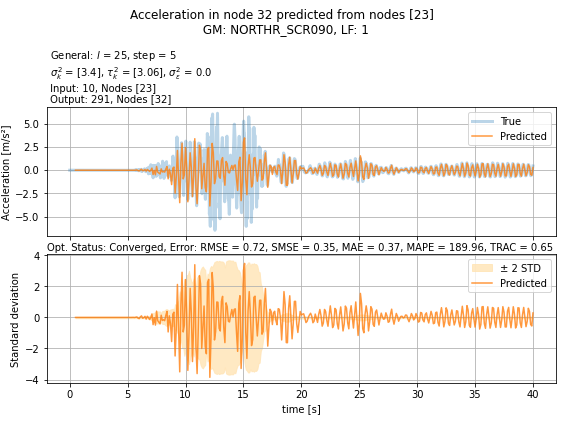 Acceleration in node 32 predicted from nodes [23]
GM: NORTHR_SCR090, LF: 1
General: l = 25, step = 5
σ²ₖ = [3.4], τ²ₖ = [3.06], σ²ε = 0.0
Input: 10, Nodes [23]
Output: 291, Nodes [32]
Acceleration [m/s²]
5.0
2.5
0.0
−2.5
−5.0
True
Predicted
Opt. Status: Converged, Error: RMSE = 0.72, SMSE = 0.35, MAE = 0.37, MAPE = 189.96, TRAC = 0.65
Standard deviation
4
2
0
−2
−4
± 2 STD
Predicted
0 5 10 15 20 25 30 35 40
time [s]